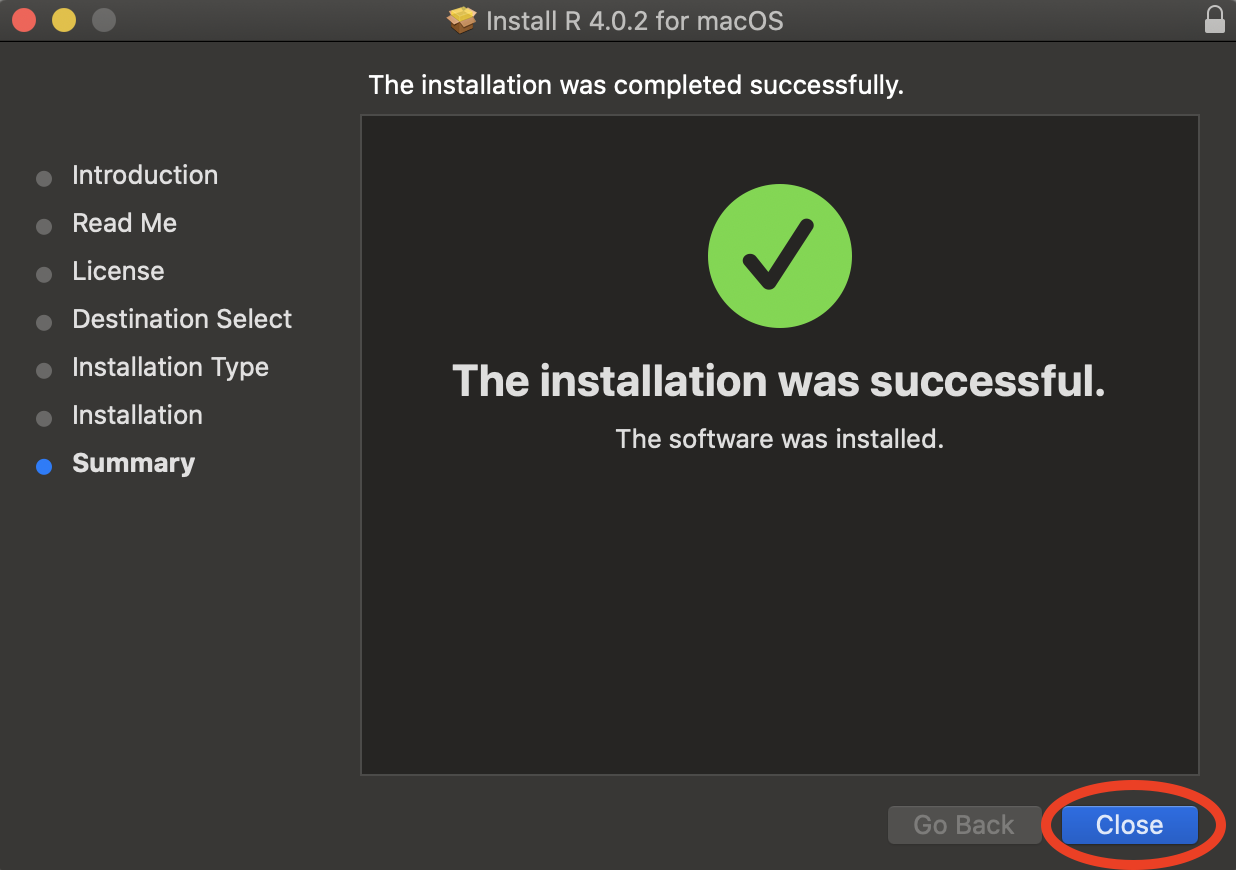 Install R 4.0.2 for macOS
The installation was completed successfully.
Introduction
Read Me
License
Destination Select
Installation Type
Installation
Summary
The installation was successful.
The software was installed.
Go Back
Close